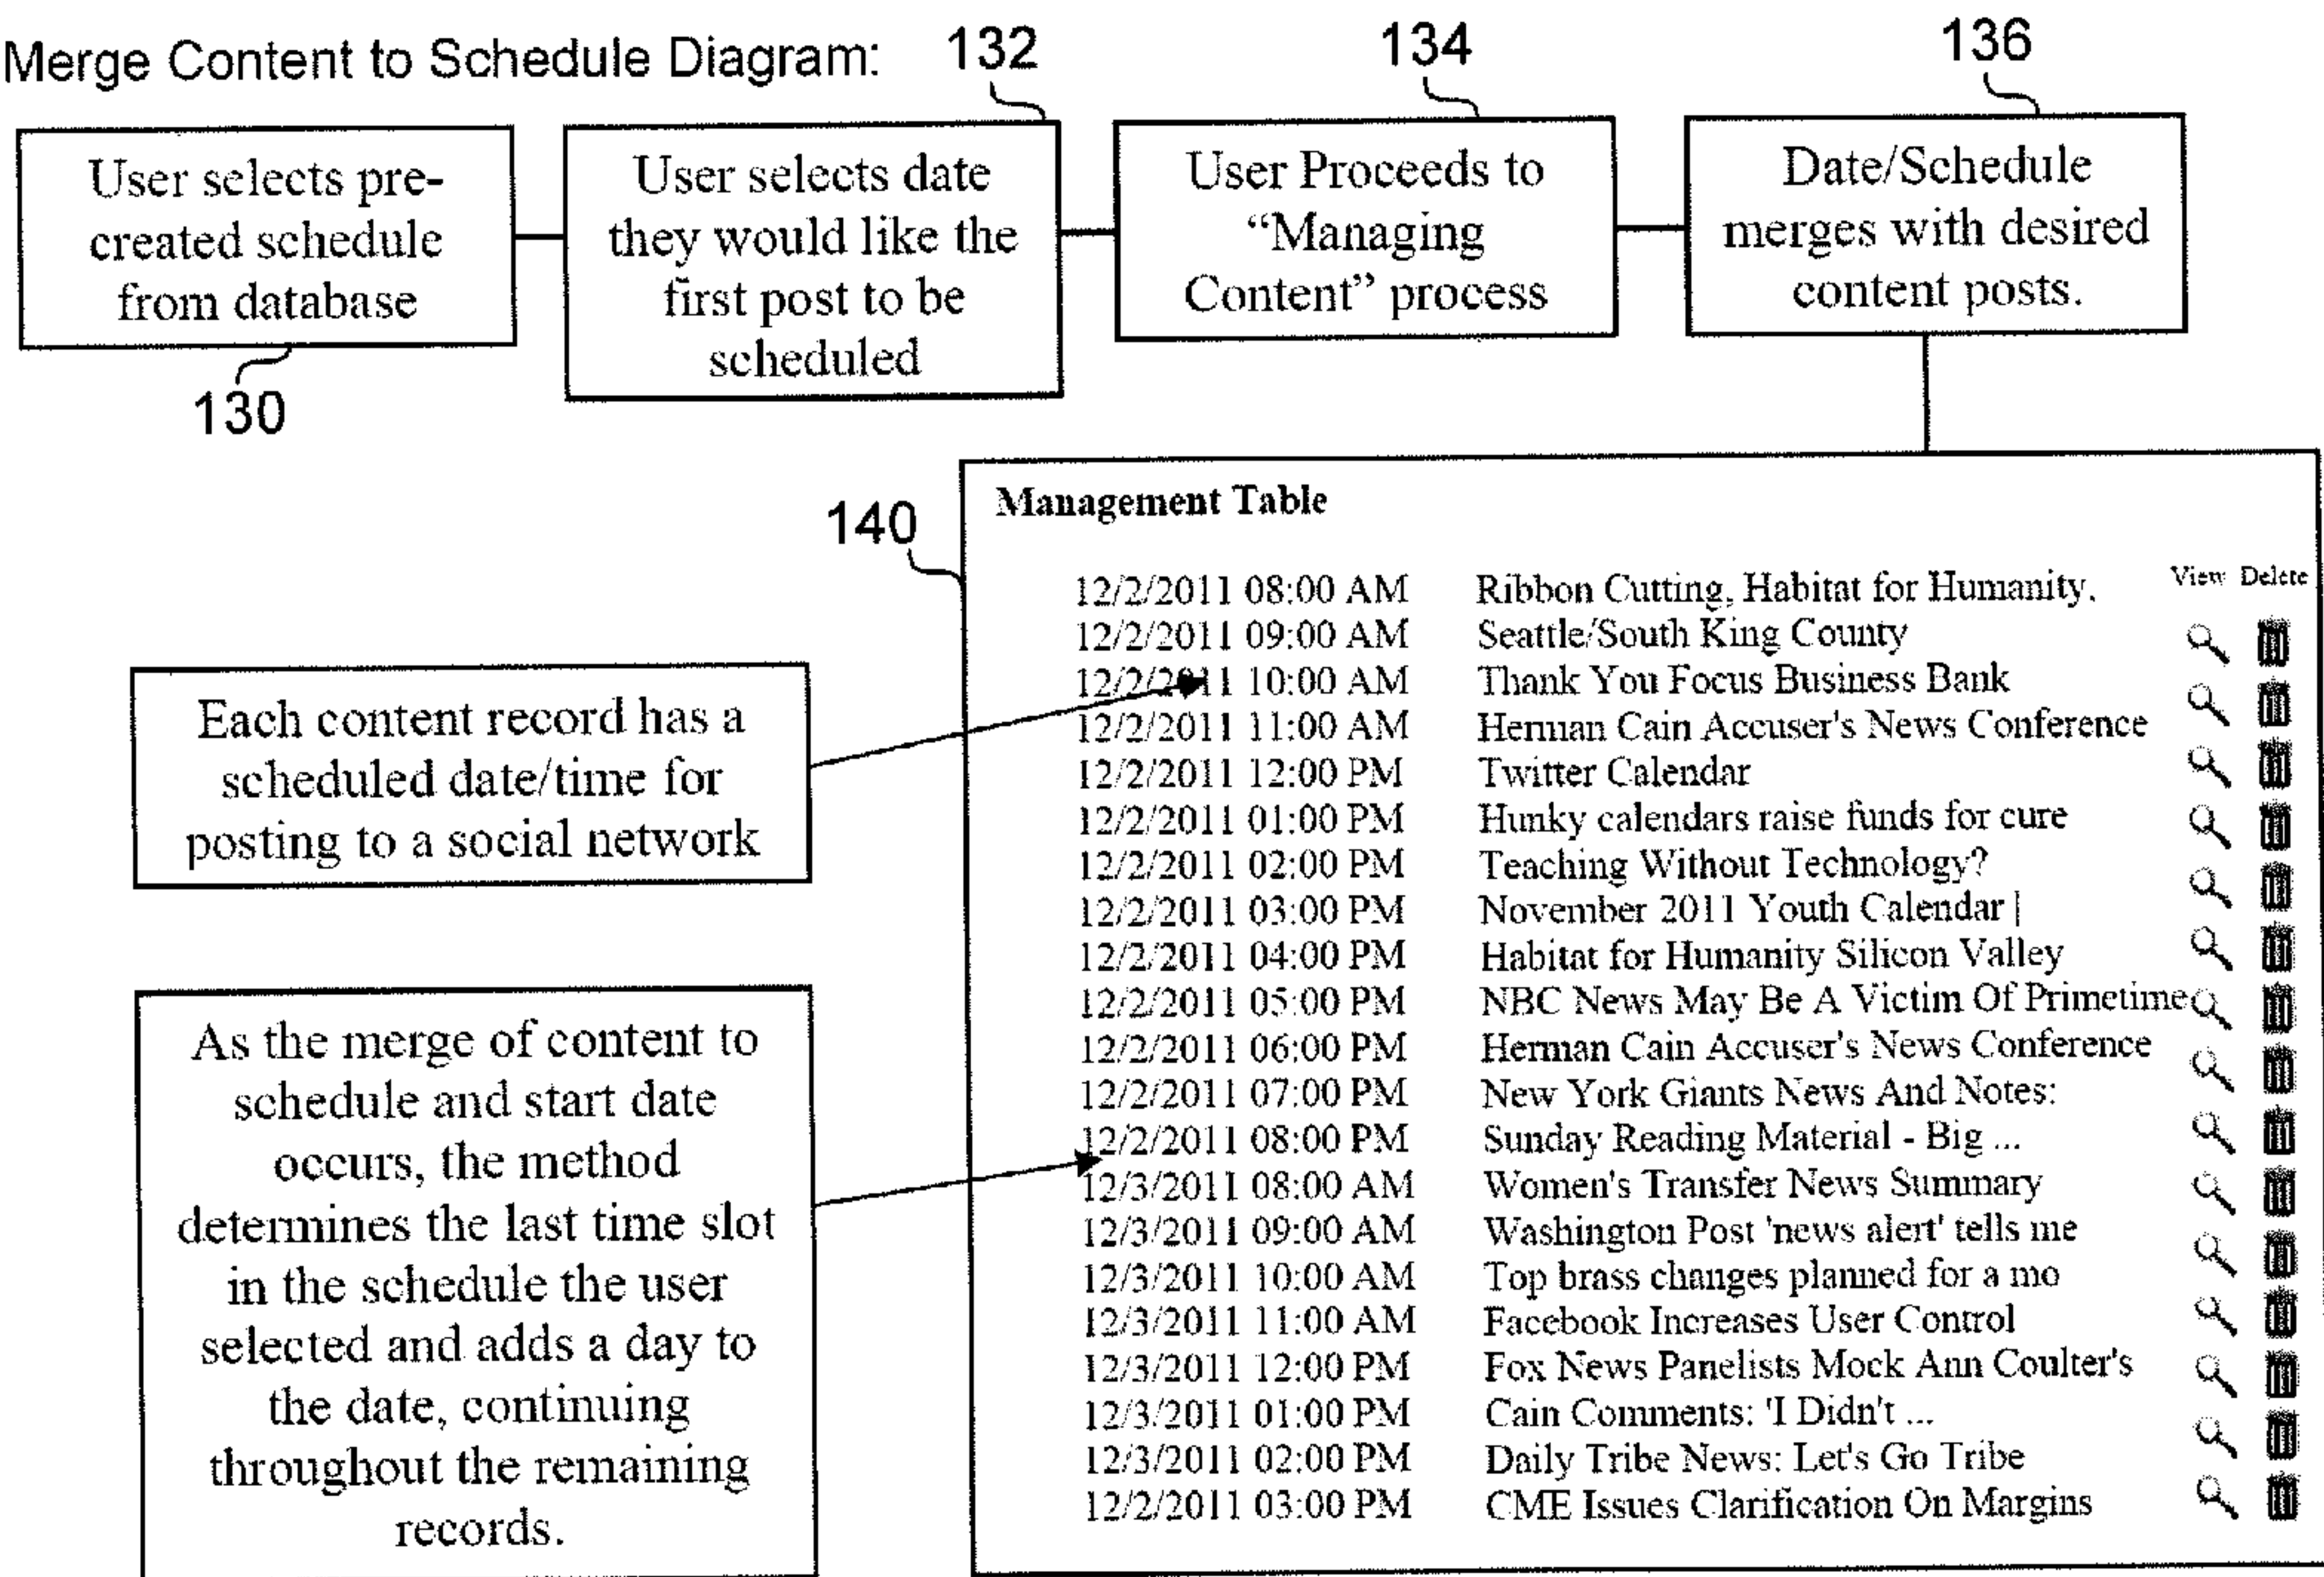 Merge Content to Schedule Diagram:
132
134
136
User selects pre-
created schedule
from database
130
User selects date
they would like the
first post to be
scheduled
User Proceeds to
“Managing
Content” process
Date/Schedule
merges with desired
content posts.
140
Management Table
View Delete
12/2/2011 08:00 AM Ribbon Cutting, Habitat for Humanity.
12/2/2011 09:00 AM Seattle/South King County
12/2/2011 10:00 AM Thank You Focus Business Bank
12/2/2011 11:00 AM Herman Cain Accuser's News Conference
12/2/2011 12:00 PM Twitter Calendar
12/2/2011 01:00 PM Hunky calendars raise funds for cure
12/2/2011 02:00 PM Teaching Without Technology?
12/2/2011 03:00 PM November 2011 Youth Calendar |
12/2/2011 04:00 PM Habitat for Humanity Silicon Valley
12/2/2011 05:00 PM NBC News May Be A Victim Of Primetime
12/2/2011 06:00 PM Herman Cain Accuser's News Conference
12/2/2011 07:00 PM New York Giants News And Notes:
12/2/2011 08:00 PM Sunday Reading Material - Big ...
12/3/2011 08:00 AM Women's Transfer News Summary
12/3/2011 09:00 AM Washington Post 'news alert' tells me
12/3/2011 10:00 AM Top brass changes planned for a mo
12/3/2011 11:00 AM Facebook Increases User Control
12/3/2011 12:00 PM Fox News Panelists Mock Ann Coulter's
12/3/2011 01:00 PM Cain Comments: 'I Didn't ...
12/3/2011 02:00 PM Daily Tribe News: Let's Go Tribe
12/2/2011 03:00 PM CME Issues Clarification On Margins
Each content record has a
scheduled date/time for
posting to a social network
As the merge of content to
schedule and start date
occurs, the method
determines the last time slot
in the schedule the user
selected and adds a day to
the date, continuing
throughout the remaining
records.